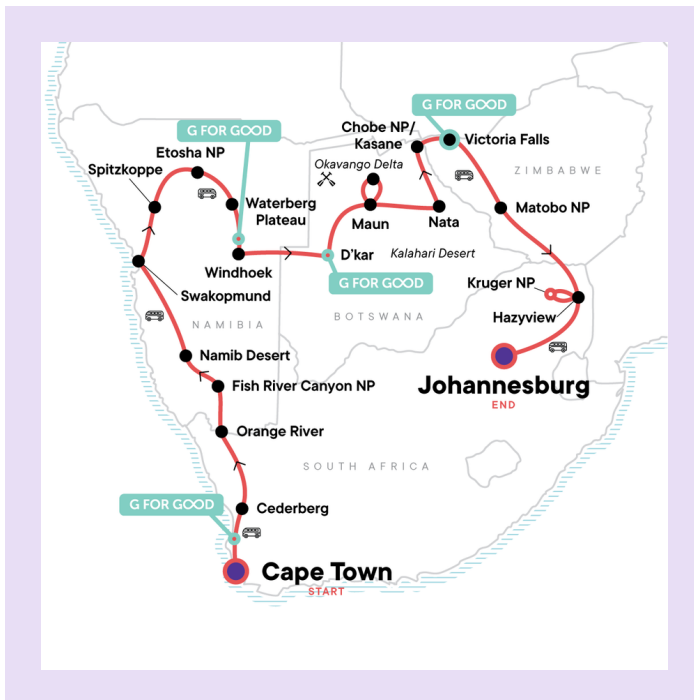 G FOR GOOD
Chobe NP/
Kasane
Victoria Falls
G FOR GOOD
Etosha NP
Okavango Delta
Spitzkoppe
ZIMBABWE
Waterberg
Plateau
Maun
Nata
Matobo NP
D'kar
Kalahari Desert
Windhoek
G FOR GOOD
Kruger NP
Swakopmund
Hazyview
BOTSWANA
NAMIBIA
Namib Desert
Johannesburg
END
Fish River Canyon NP
Orange River
SOUTH AFRICA
G FOR GOOD
Cederberg
Cape Town
START